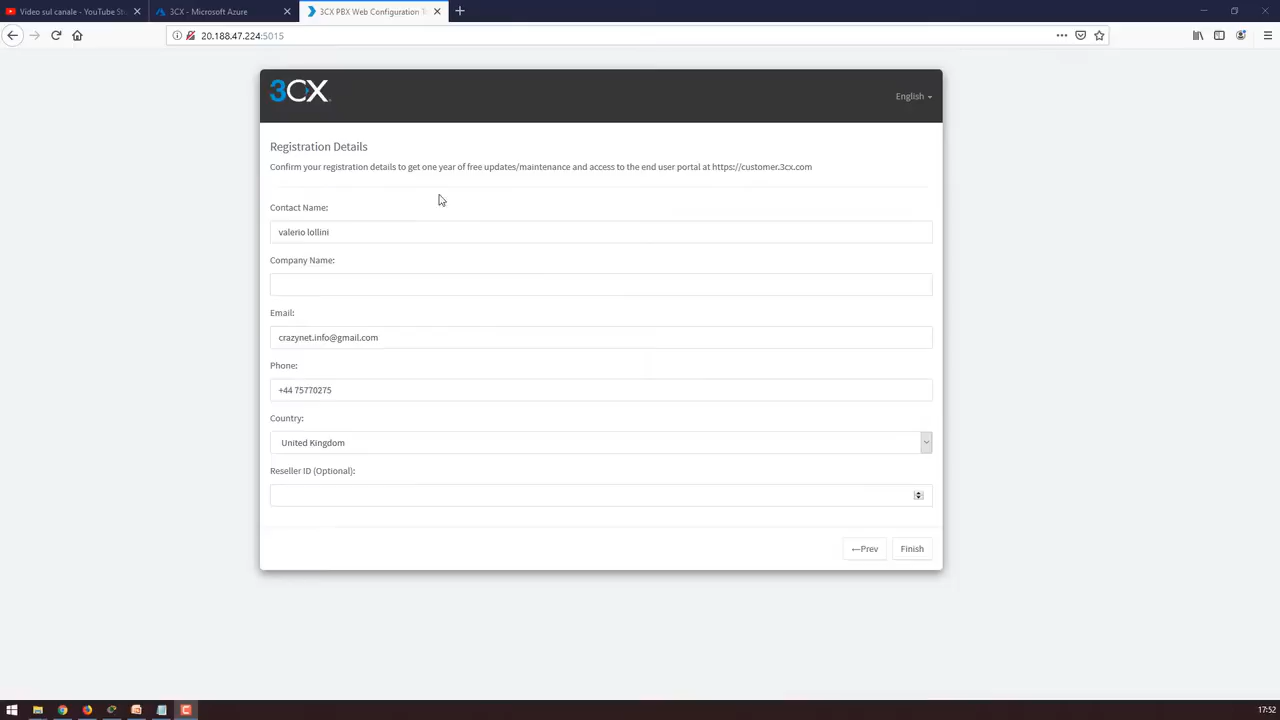 Video sul canale - YouTube St
3CX - Microsoft Azure
3CX PBX Web Configuration T
20.188.47.224:5015
3CX
English
Registration Details
Confirm your registration details to get one year of free updates/maintenance and access to the end user portal at https://customer.3cx.com
Contact Name:
valerio lollini
Company Name:
Email:
crazynet.info@gmail.com
Phone:
+44 75770275
Country:
United Kingdom
Reseller ID (Optional):
←Prev
Finish
17:52